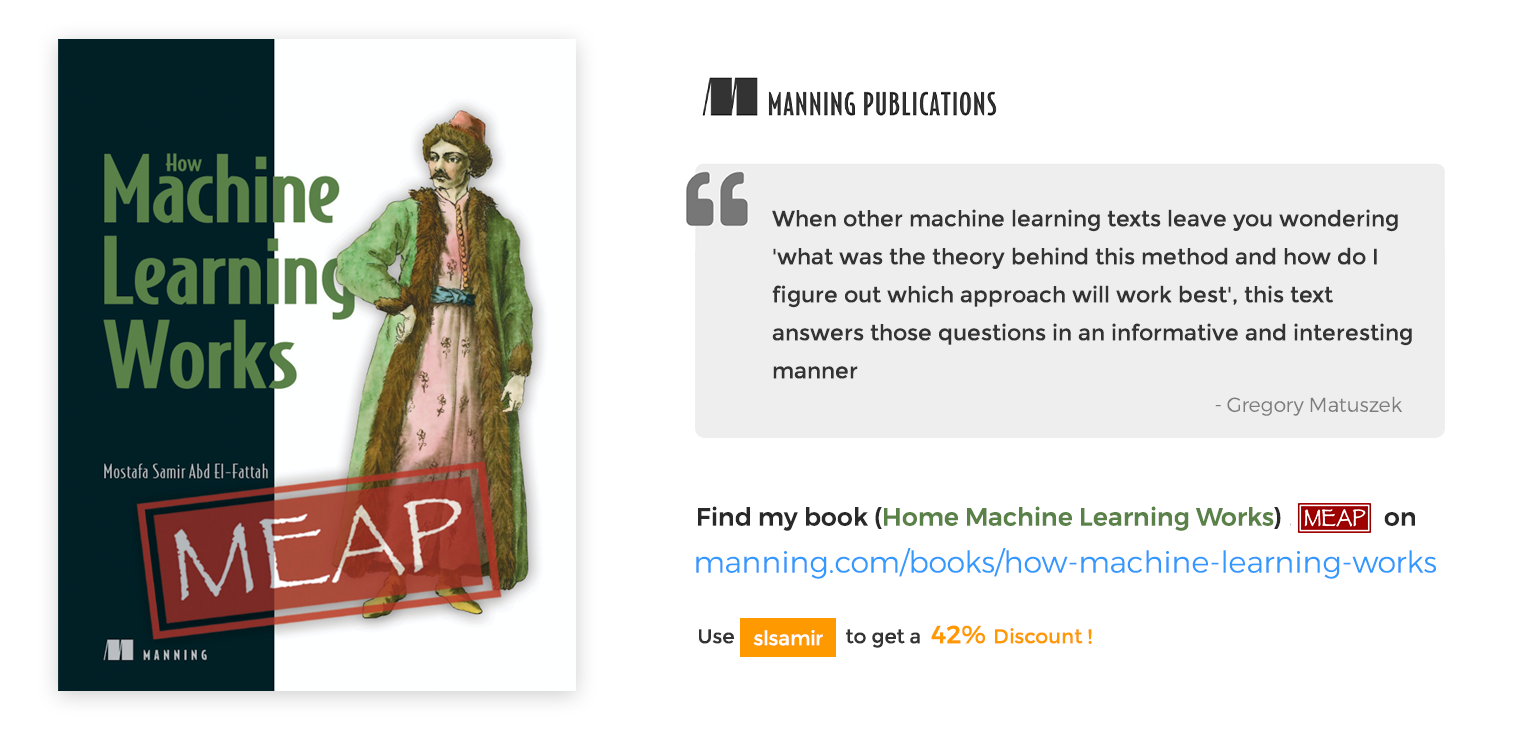 How
Machine
Learning
Works
Mostafa Samir Abd El-Fattah
MEAP
MANNING
MANNING PUBLICATIONS
When other machine learning texts leave you wondering
'what was the theory behind this method and how do I
figure out which approach will work best', this text
answers those questions in an informative and interesting
manner
- Gregory Matuszek
Find my book (Home Machine Learning Works) MEAP on
manning.com/books/how-machine-learning-works
Use slsamir to get a 42% Discount !